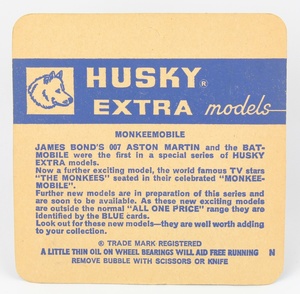 HUSKY®
EXTRA models
MONKEEMOBILE
JAMES BOND'S 007 ASTON MARTIN and the BAT-
MOBILE were the first in a special series of HUSKY
EXTRA models.
Now a further exciting model, the world famous TV stars
"THE MONKEES" seated in their celebrated "MONKEE-
MOBILE".
Further new models are in preparation of this series and
are soon to be available. As these new exciting models
are outside the normal "ALL ONE PRICE" range they are
identified by the BLUE cards.
Look out for these new models—they are well worth adding
to your collection.
® TRADE MARK REGISTERED
A LITTLE THIN OIL ON WHEEL BEARINGS WILL AID FREE RUNNING N
REMOVE BUBBLE WITH SCISSORS OR KNIFE